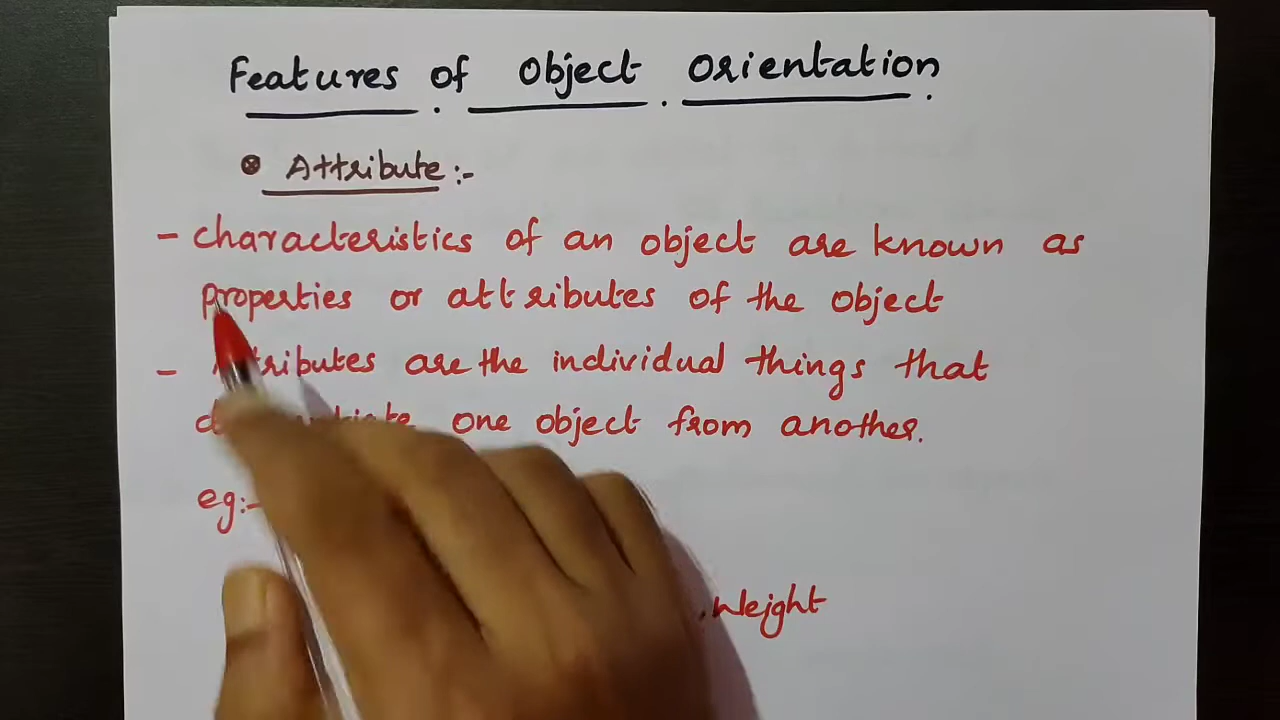 Features of Object Orientation
Attribute :-
- characteristics of an object are known as
properties or attributes of the object
- Attributes are the individual things that
one object from another.
eg:-
, Weight